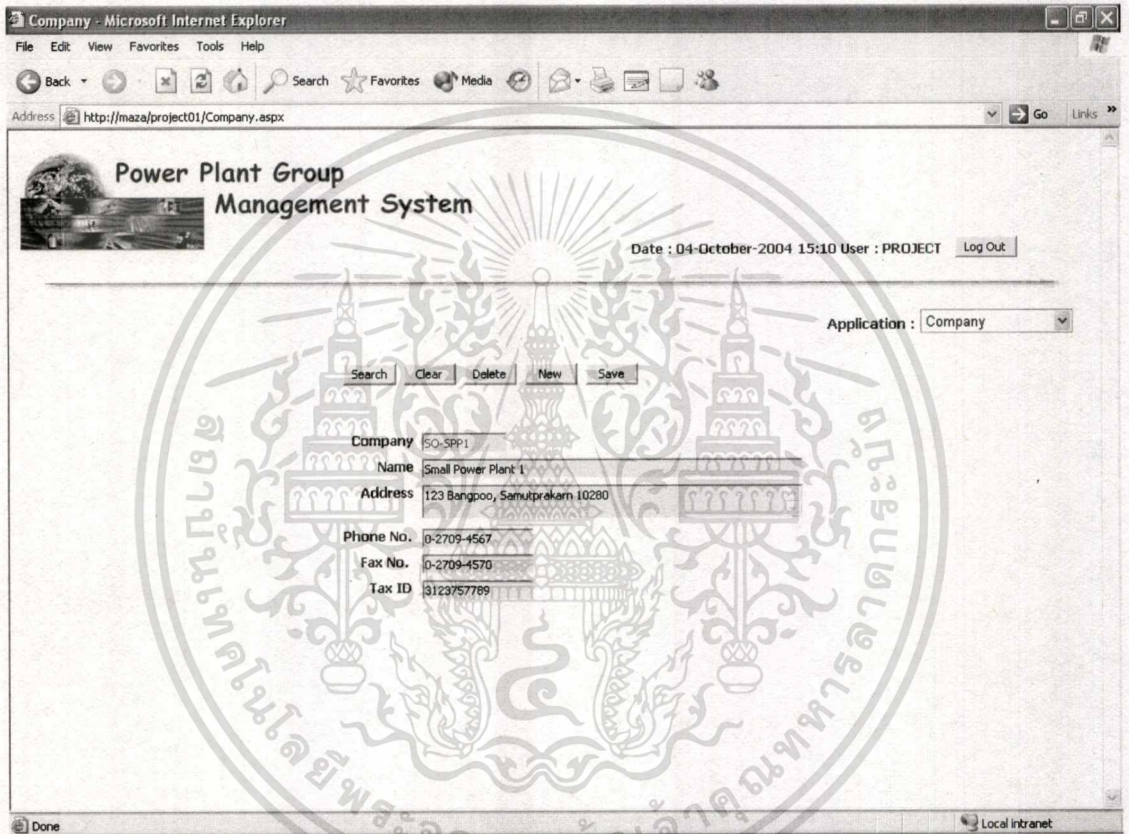 Company - Microsoft Internet Explorer
File Edit View Favorites Tools Help
Back Search Favorites Media
Address http://maza/project01/Company.aspx Go Links »
Power Plant Group
Management System
Date : 04-October-2004 15:10 User : PROJECT Log Out
Application : Company
Search Clear Delete New Save
Company SO-SPP1
Name Small Power Plant 1
Address 123 Bangpoo, Samutprakarn 10280
Phone No. 0-2709-4567
Fax No. 0-2709-4570
Tax ID 3123757789
Done Local intranet